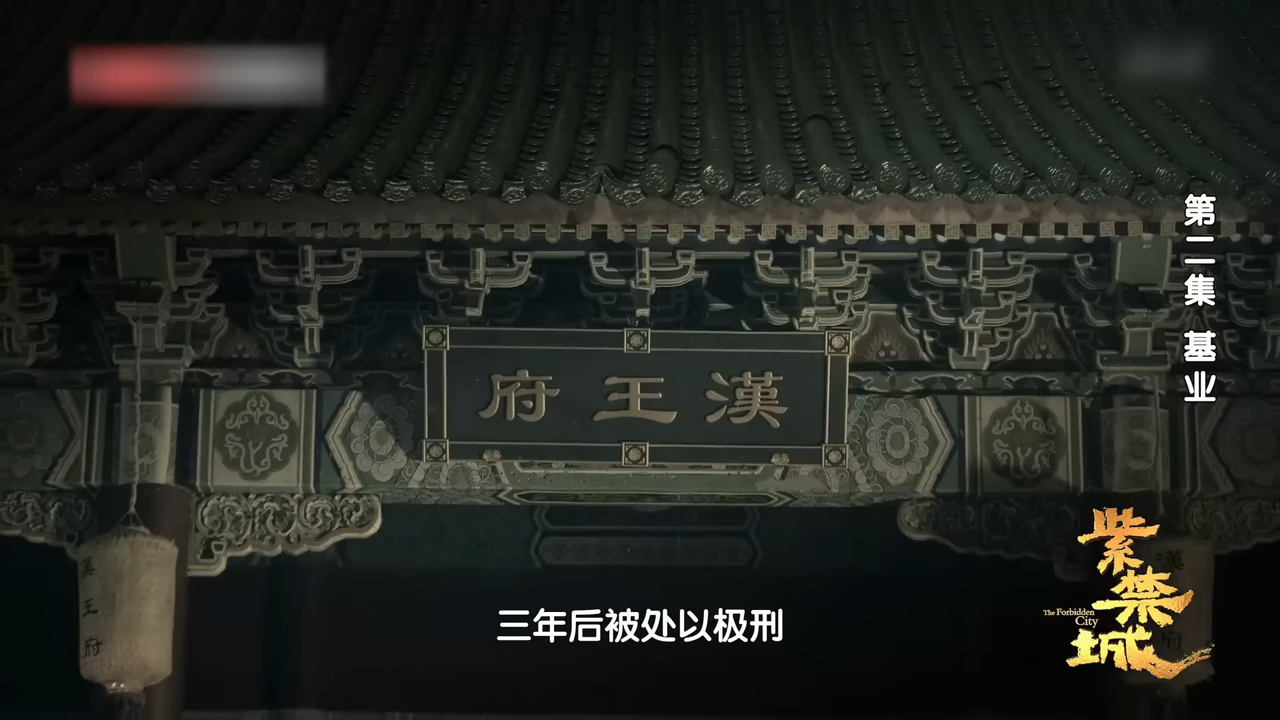 第二集 基业
漢王府
漢王府
三年后被处以极刑
紫禁城
The Forbidden
City